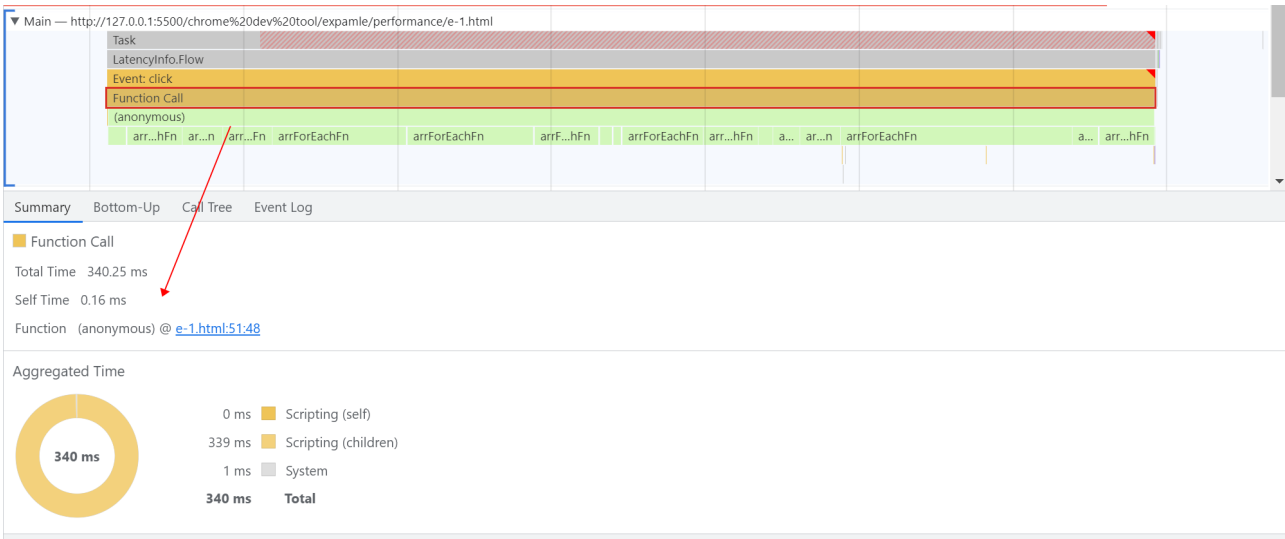 ▼ Main — http://127.0.0.1:5500/chrome%20dev%20tool/expamle/performance/e-1.html
Task
LatencyInfo.Flow
Event: click
Function Call
(anonymous)
arr...hFn ar...n arr...Fn arrForEachFn arrForEachFn arrF...hFn arrForEachFn arr...hFn a... ar...n arrForEachFn a... arr...hFn
Summary Bottom-Up Call Tree Event Log
Function Call
Total Time 340.25 ms
Self Time 0.16 ms
Function (anonymous) @ e-1.html:51:48
Aggregated Time
340 ms
0 ms Scripting (self)
339 ms Scripting (children)
1 ms System
340 ms Total